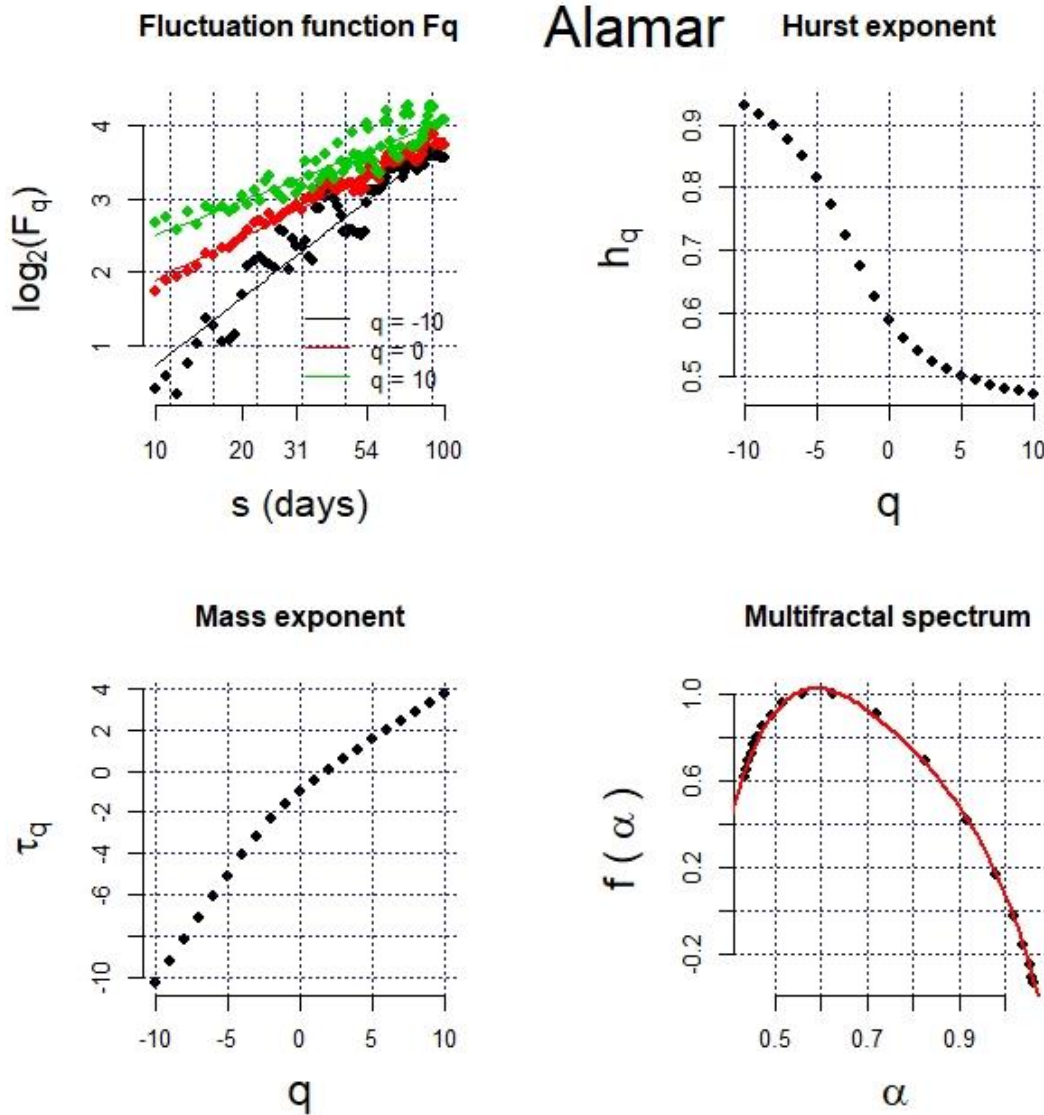 Alamar
Fluctuation function Fq
log2(Fq)
4
3
2
1
q = -10
q = 0
q = 10
10 20 31 54 100
s (days)
Hurst exponent
hq
0.9
0.8
0.7
0.6
0.5
-10 -5 0 5 10
q
Mass exponent
τq
4
2
0
-2
-4
-6
-10
-10 -5 0 5 10
q
Multifractal spectrum
f ( α )
1.0
0.6
0.2
-0.2
0.5 0.7 0.9
α